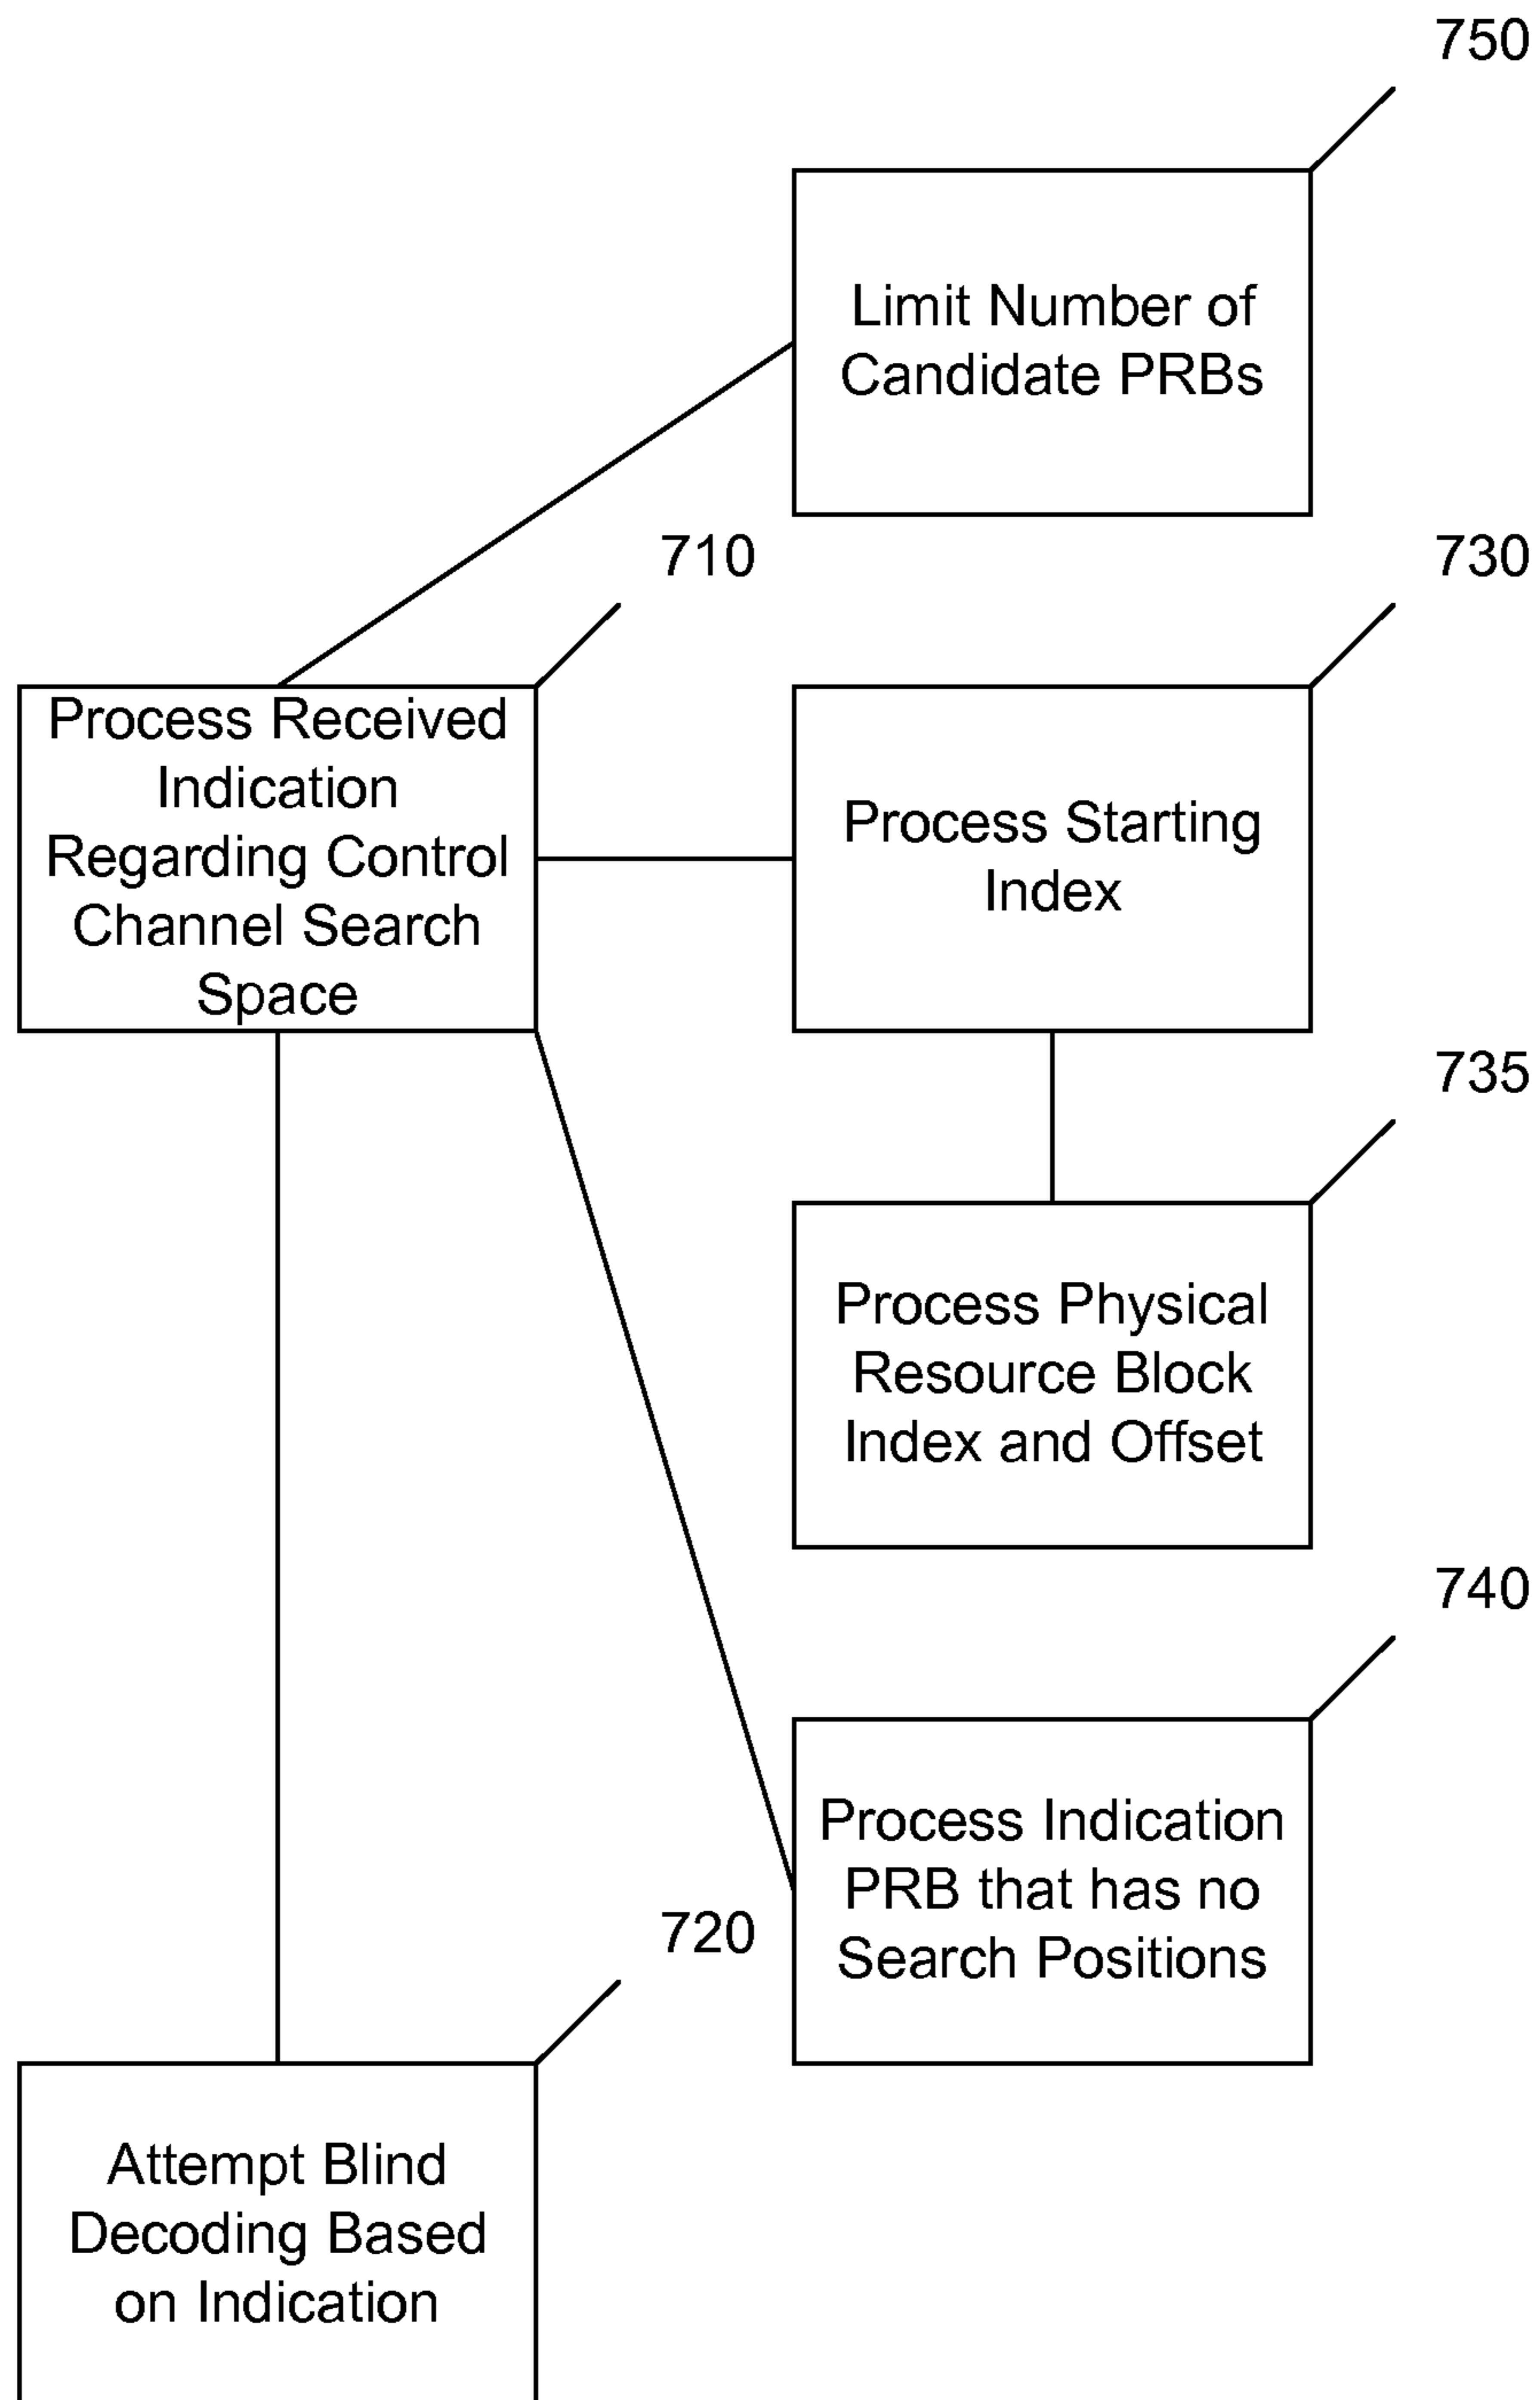 750
Limit Number of
Candidate PRBs
710
730
Process Received
Indication
Regarding Control
Channel Search
Space
Process Starting
Index
735
Process Physical
Resource Block
Index and Offset
740
Process Indication
PRB that has no
Search Positions
720
Attempt Blind
Decoding Based
on Indication